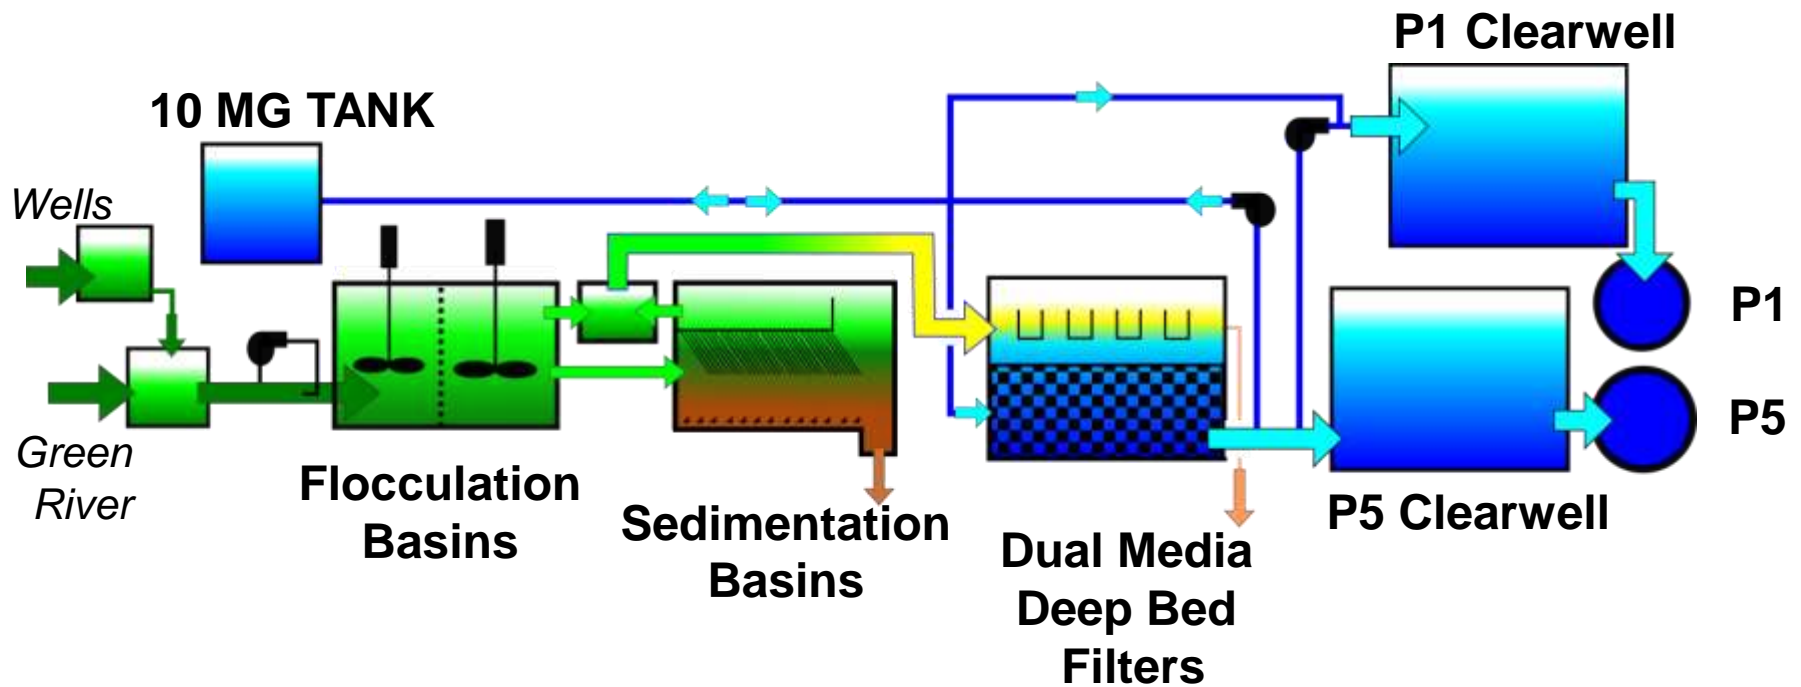 P1 Clearwell
10 MG TANK
Wells
P1
P5
Green
River
Flocculation
Basins
Sedimentation
Basins
P5 Clearwell
Dual Media
Deep Bed
Filters